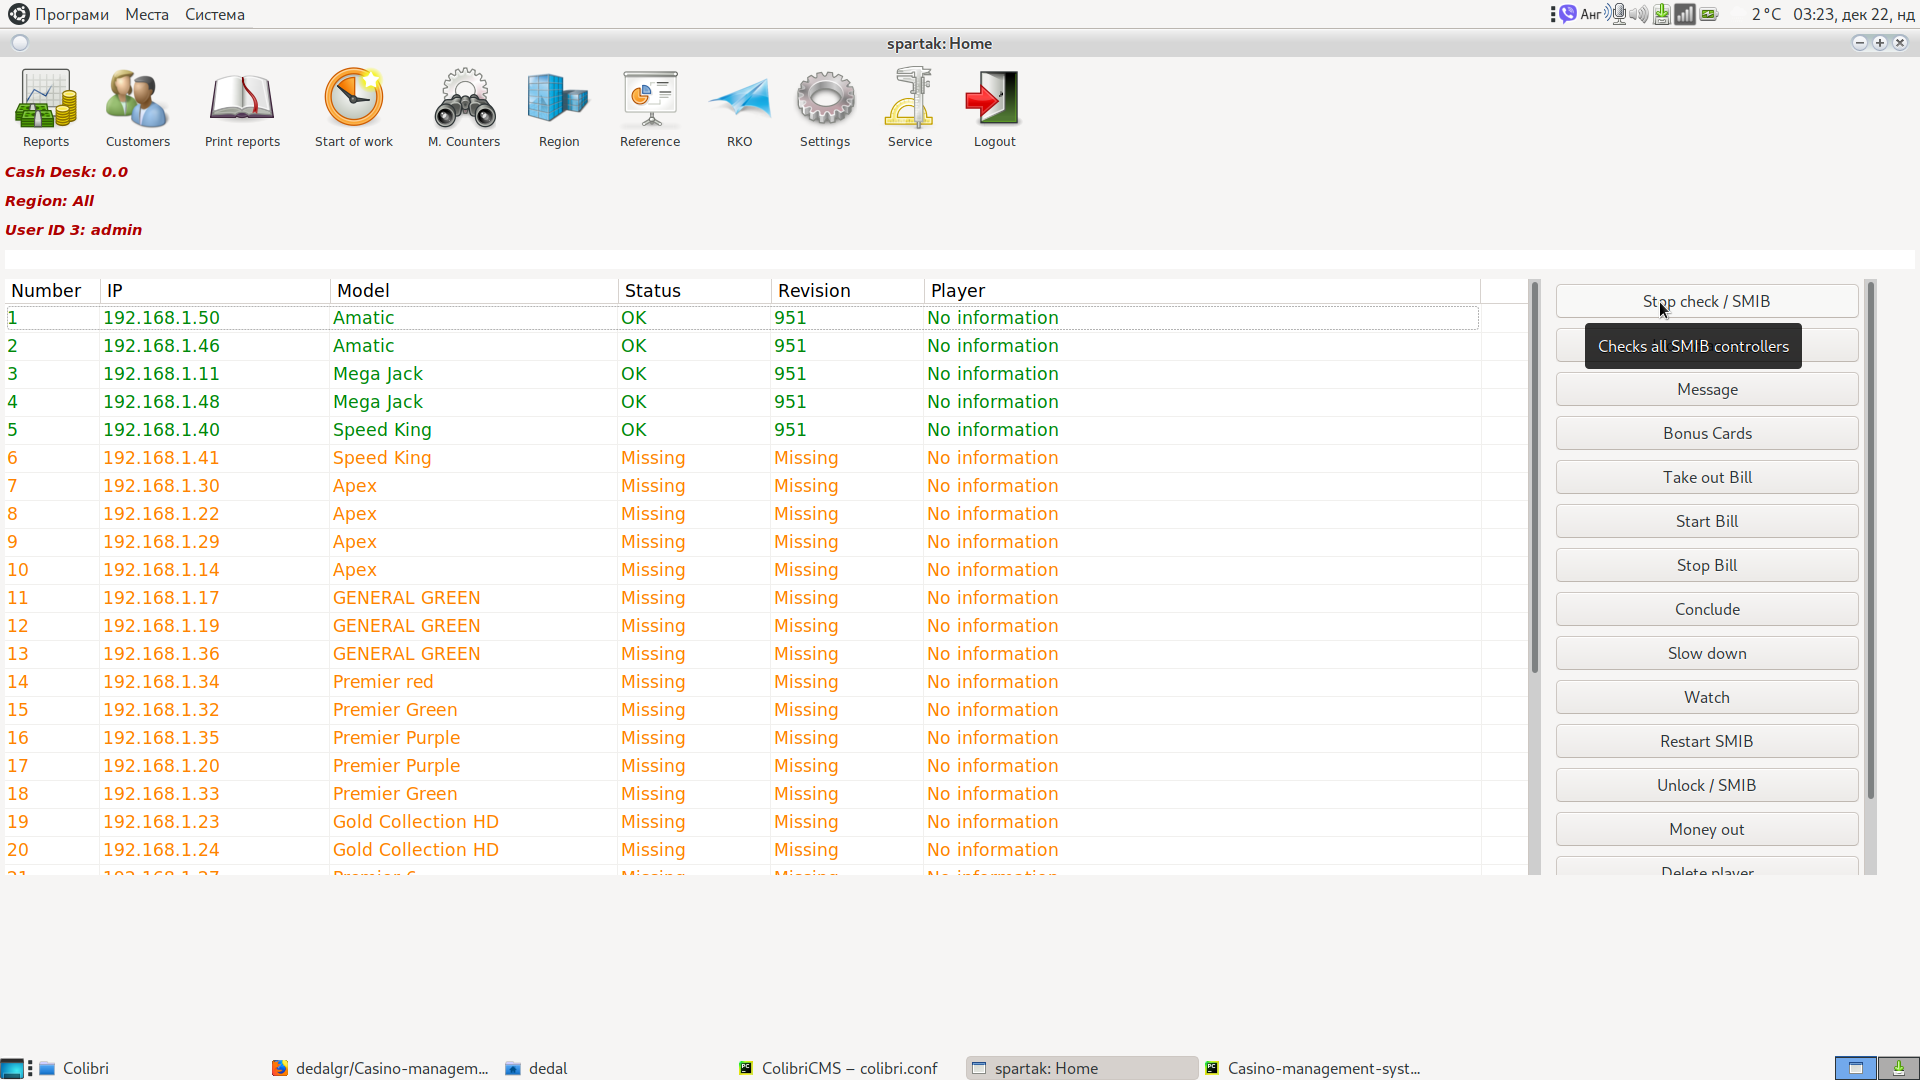 Програми Места Система Анг 2 °C 03:23, дек 22, нд
spartak: Home
Reports Customers Print reports Start of work M. Counters Region Reference RKO Settings Service Logout
Cash Desk: 0.0
Region: All
User ID 3: admin
Number IP Model Status Revision Player
1 192.168.1.50 Amatic OK 951 No information
2 192.168.1.46 Amatic OK 951 No information
3 192.168.1.11 Mega Jack OK 951 No information
4 192.168.1.48 Mega Jack OK 951 No information
5 192.168.1.40 Speed King OK 951 No information
6 192.168.1.41 Speed King Missing Missing No information
7 192.168.1.30 Apex Missing Missing No information
8 192.168.1.22 Apex Missing Missing No information
9 192.168.1.29 Apex Missing Missing No information
10 192.168.1.14 Apex Missing Missing No information
11 192.168.1.17 GENERAL GREEN Missing Missing No information
12 192.168.1.19 GENERAL GREEN Missing Missing No information
13 192.168.1.36 GENERAL GREEN Missing Missing No information
14 192.168.1.34 Premier red Missing Missing No information
15 192.168.1.32 Premier Green Missing Missing No information
16 192.168.1.35 Premier Purple Missing Missing No information
17 192.168.1.20 Premier Purple Missing Missing No information
18 192.168.1.33 Premier Green Missing Missing No information
19 192.168.1.23 Gold Collection HD Missing Missing No information
20 192.168.1.24 Gold Collection HD Missing Missing No information
Stop check / SMIB
Checks all SMIB controllers
Message
Bonus Cards
Take out Bill
Start Bill
Stop Bill
Conclude
Slow down
Watch
Restart SMIB
Unlock / SMIB
Money out
Delete player
Colibri dedalgr/Casino-managem... dedal ColibriCMS – colibri.conf spartak: Home Casino-management-syst...